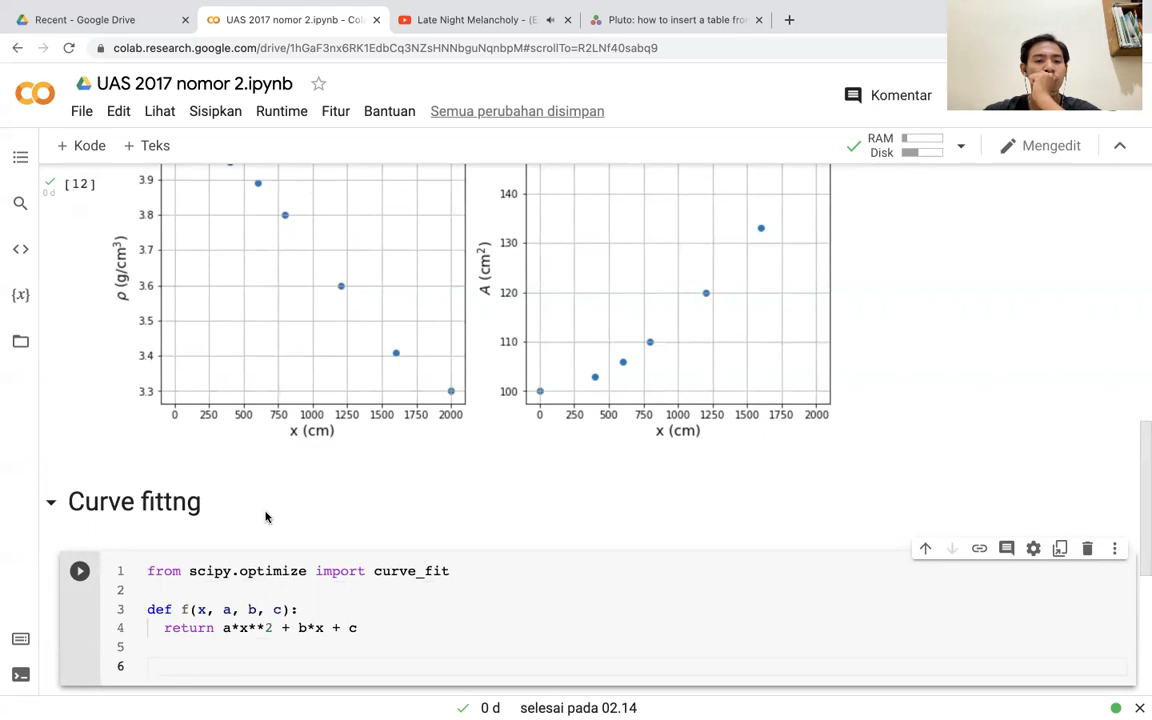 Recent - Google Drive
UAS 2017 nomor 2.ipynb - Col
Late Night Melancholy - (E
Pluto: how to insert a table from
colab.research.google.com/drive/1hGaF3nx6RK1EdbCq3NZsHNNbguNqnbpM#scrollTo=R2LNf40sabq9
UAS 2017 nomor 2.ipynb
File Edit Lihat Sisipkan Runtime Fitur Bantuan Semua perubahan disimpan
Komentar
+ Kode + Teks
RAM
Disk
Mengedit
[12]
0 d
3.9
3.8
3.7
3.6
3.5
3.4
3.3
ρ (g/cm³)
0 250 500 750 1000 1250 1500 1750 2000
x (cm)
140
130
120
110
100
A (cm²)
0 250 500 750 1000 1250 1500 1750 2000
x (cm)
Curve fittng
1 from scipy.optimize import curve_fit
2
3 def f(x, a, b, c):
4 return a*x**2 + b*x + c
5
6
0 d selesai pada 02.14